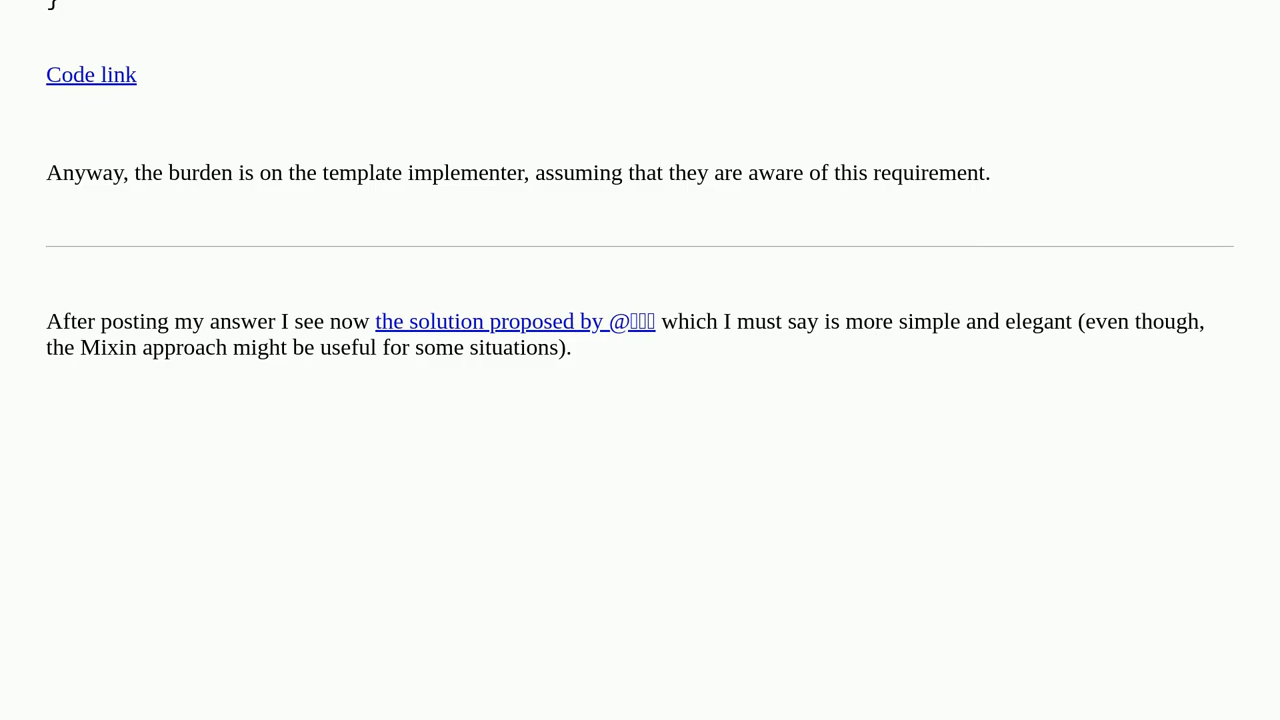 }
Code link
Anyway, the burden is on the template implementer, assuming that they are aware of this requirement.
After posting my answer I see now the solution proposed by @ which I must say is more simple and elegant (even though,
the Mixin approach might be useful for some situations).